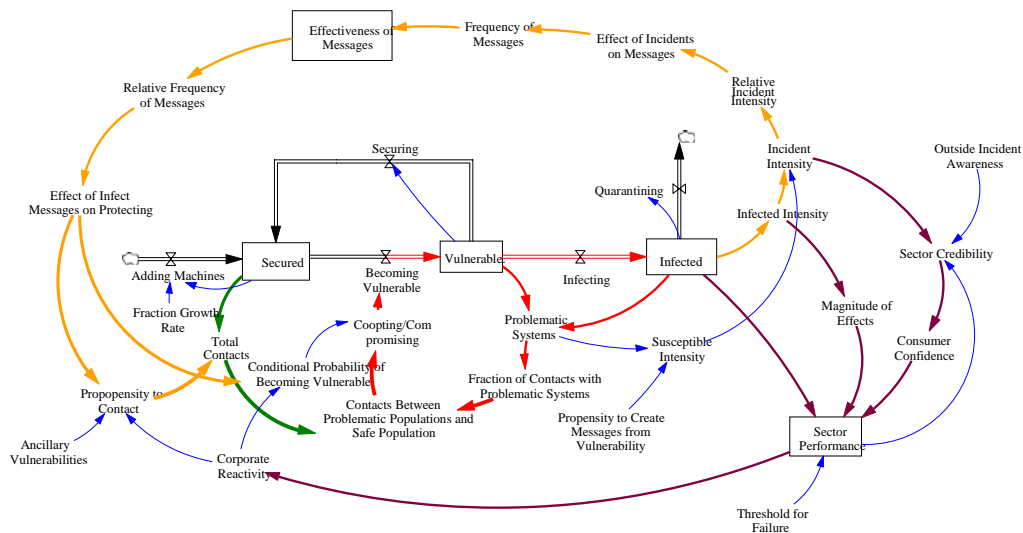 Effectiveness of
Messages
Frequency of
Messages
Effect of Incidents
on Messages
Relative Frequency
of Messages
Relative
Incident
Intensity
Securing
Incident
Intensity
Outside Incident
Awareness
Effect of Infect
Messages on Protecting
Quarantining
Infected Intensity
Adding Machines
Secured
Becoming
Vulnerable
Vulnerable
Infecting
Infected
Sector Credibility
Fraction Growth
Rate
Magnitude of
Effects
Total
Contacts
Coopting/Com
promising
Problematic
Systems
Susceptible
Intensity
Consumer
Confidence
Conditional Probability of
Becoming Vulnerable
Fraction of Contacts with
Problematic Systems
Propopensity to
Contact
Contacts Between
Problematic Populations and
Safe Population
Propensity to Create
Messages from
Vulnerability
Sector
Performance
Ancillary
Vulnerabilities
Corporate
Reactivity
Threshold for
Failure